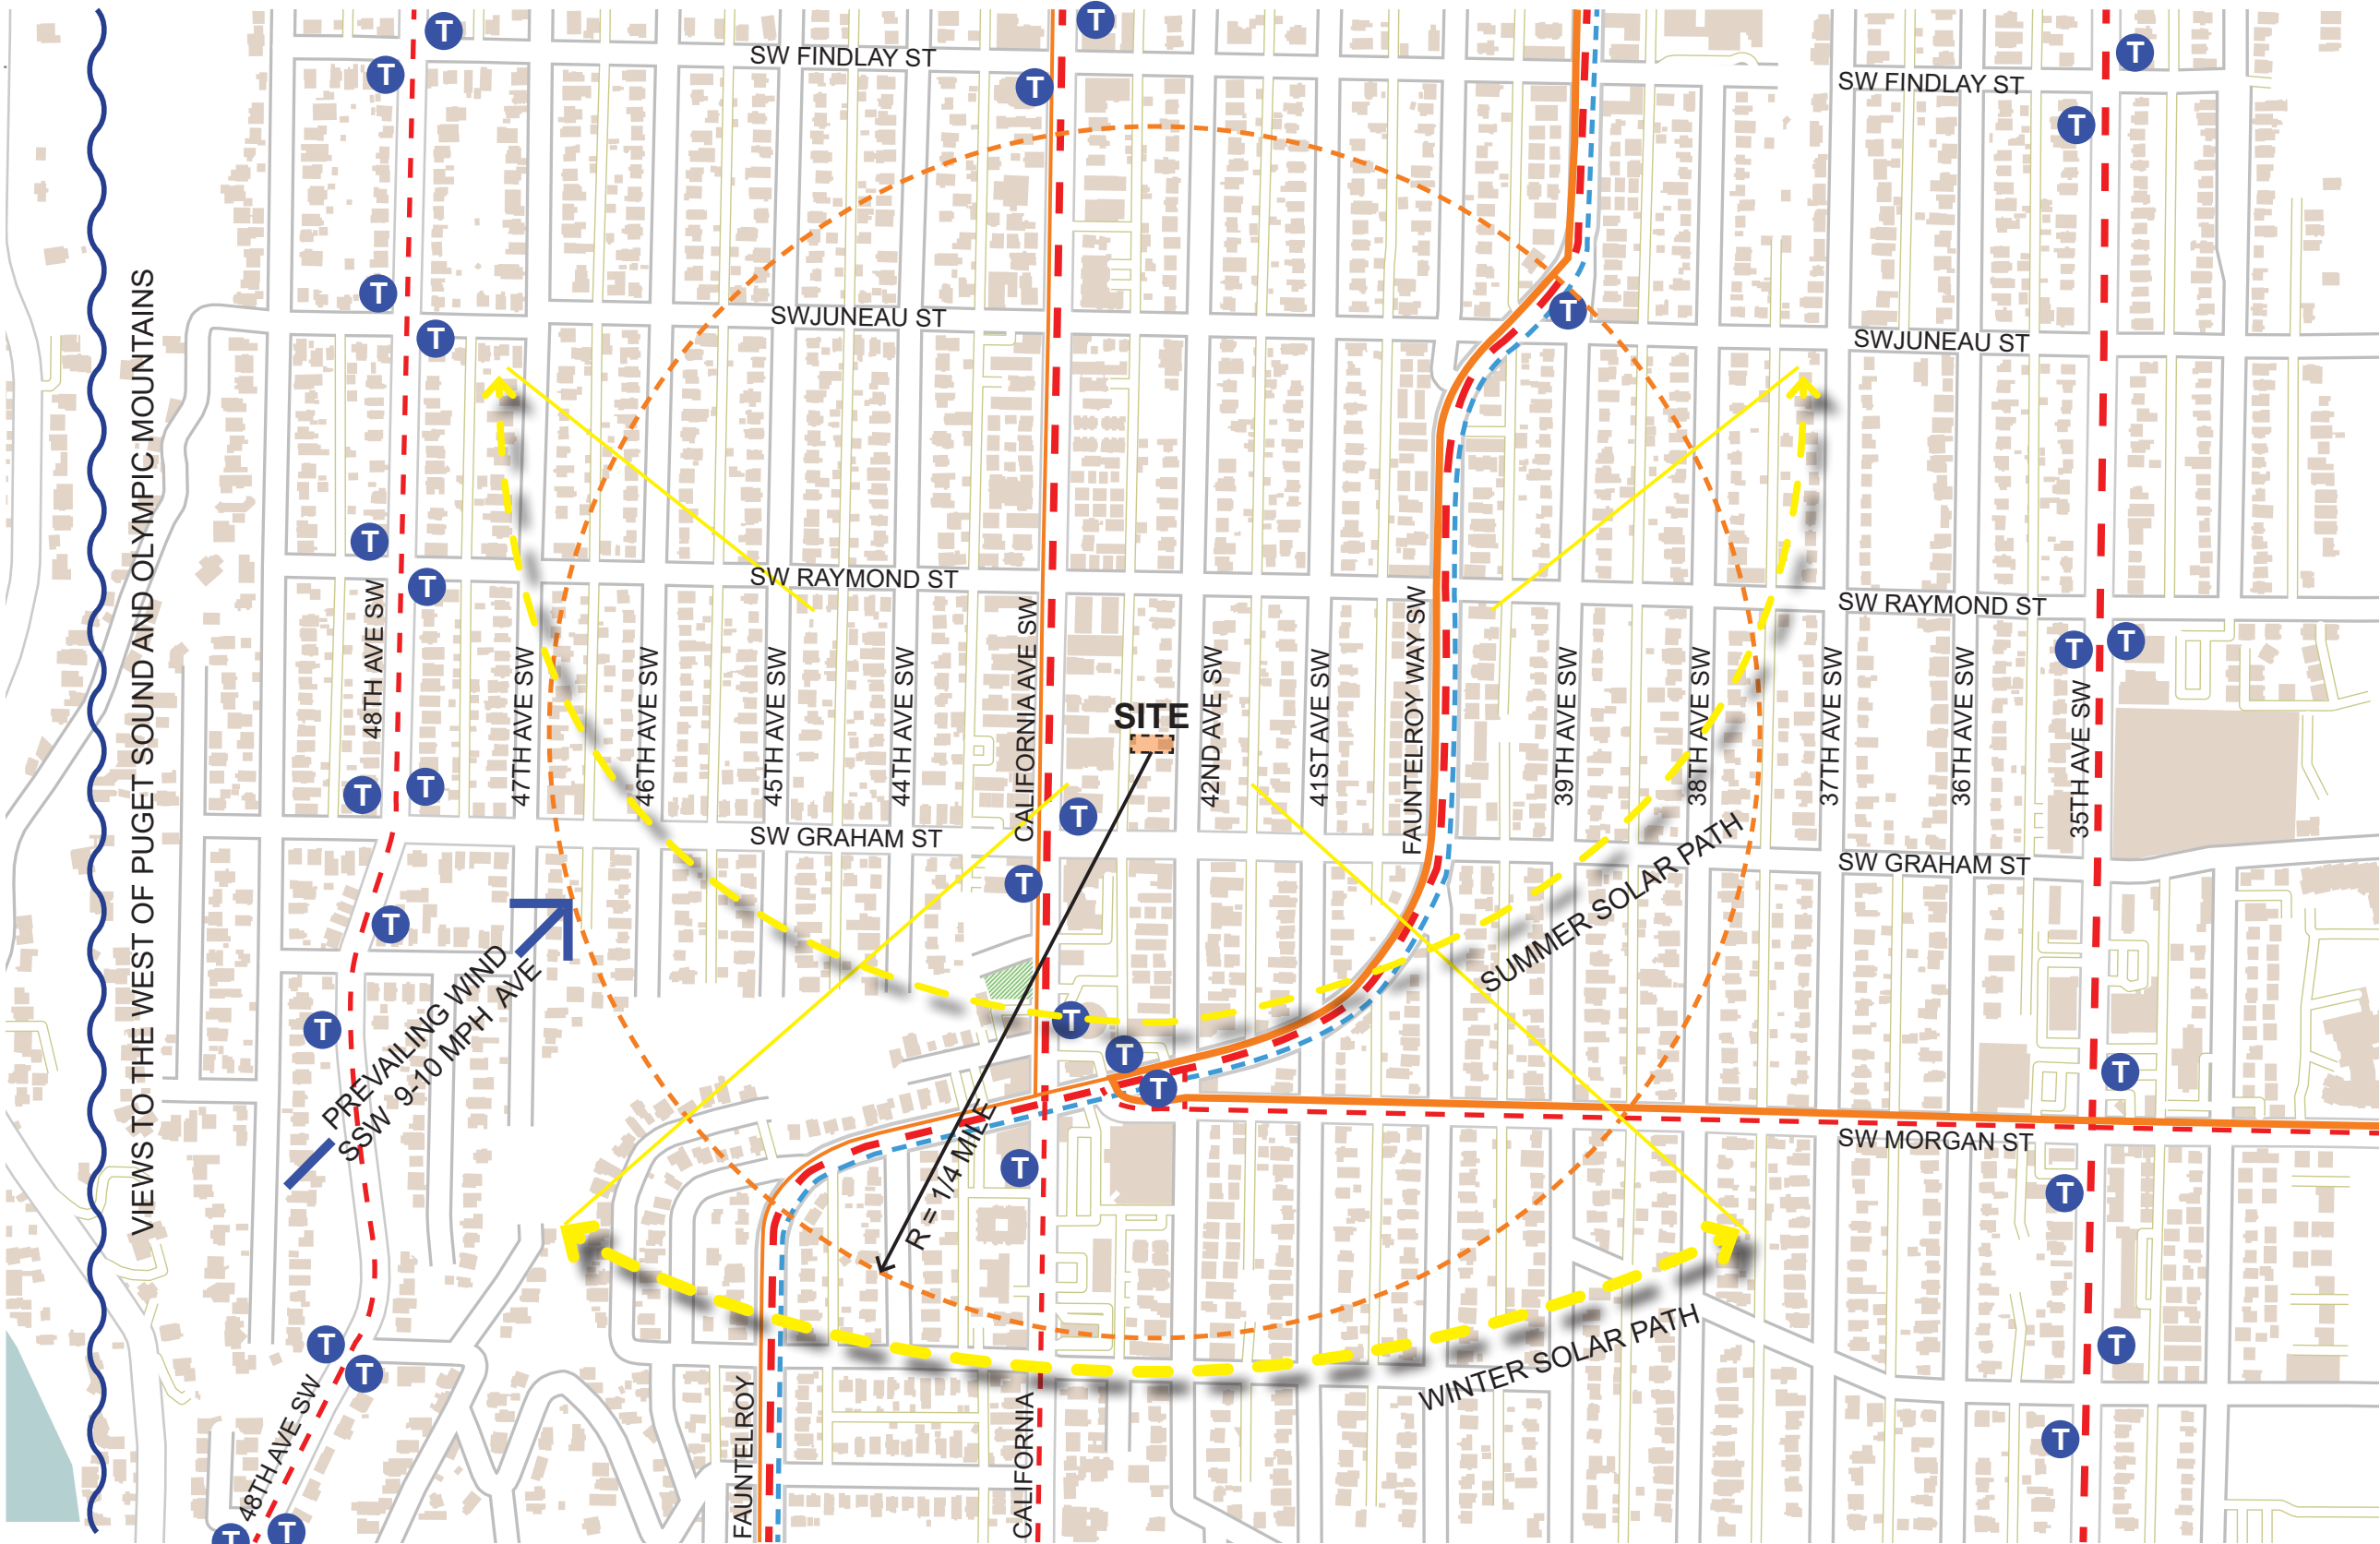 T
T
T
T
T
SW FINDLAY ST
SW FINDLAY ST
T
T
T
T
T
SWJUNEAU ST
SWJUNEAU ST
VIEWS TO THE WEST OF PUGET SOUND AND OLYMPIC MOUNTAINS
T
T
SW RAYMOND ST
SW RAYMOND ST
T
T
48TH AVE SW
47TH AVE SW
46TH AVE SW
45TH AVE SW
44TH AVE SW
CALIFORNIA AVE SW
SITE
42ND AVE SW
41ST AVE SW
FAUNTELROY WAY SW
39TH AVE SW
38TH AVE SW
37TH AVE SW
36TH AVE SW
35TH AVE SW
T
T
T
SW GRAHAM ST
SW GRAHAM ST
T
T
SUMMER SOLAR PATH
PREVAILING WIND
SSW 9-10 MPH AVE
T
T
T
T
T
R = 1/4 MILE
SW MORGAN ST
T
T
WINTER SOLAR PATH
T
T
T
T
48TH AVE SW
FAUNTELROY
CALIFORNIA
T
T